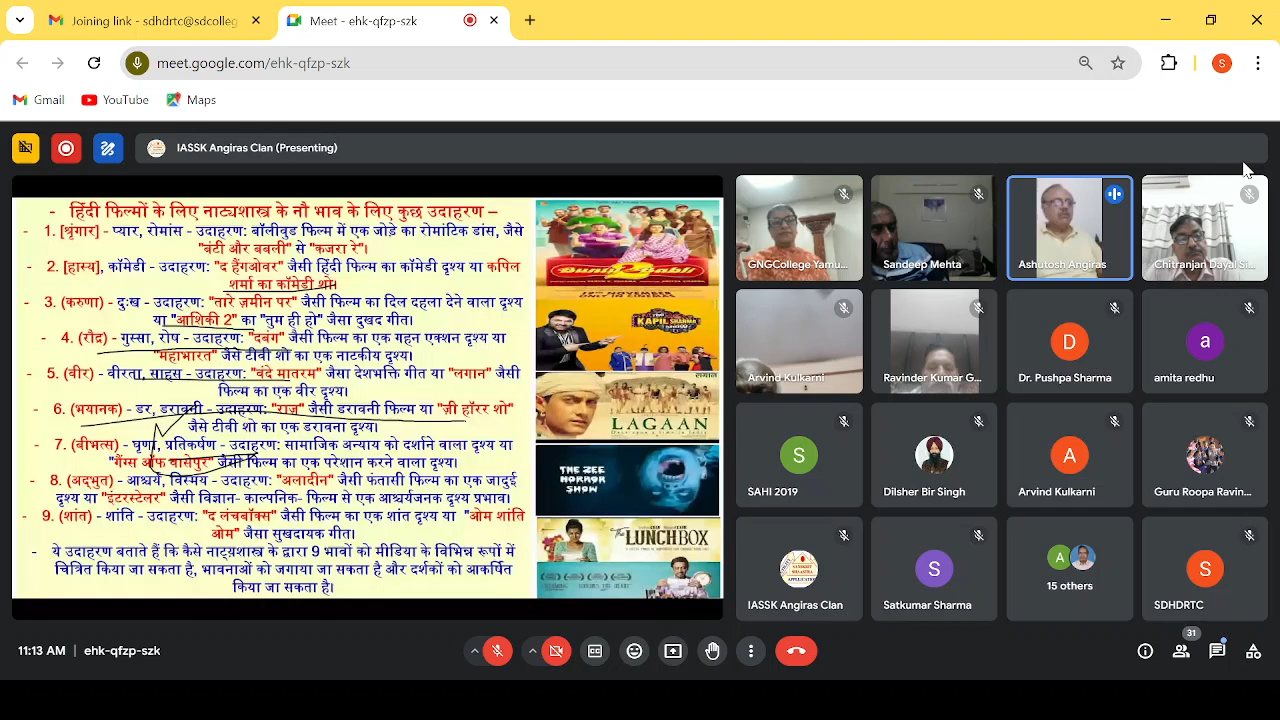 Joining link - sdhdrtc@sdcolleg
Meet - ehk-qfzp-szk
meet.google.com/ehk-qfzp-szk
S
Gmail
YouTube
Maps
IASSK Angiras Clan (Presenting)
- हिंदी फिल्मों के लिए नाट्यशास्त्र के नौ भाव के लिए कुछ उदाहरण –
- 1. [श्रृंगार] - प्यार, रोमांस - उदाहरण: बॉलीवुड फिल्म में एक जोड़े का रोमांटिक डांस, जैसे
"बंटी और बबली" से "कजरा रे"।
- 2. [हास्य], कॉमेडी - उदाहरण: "द हैंगओवर" जैसी हिंदी फिल्म का कॉमेडी दृश्य या कपिल
शर्मा का कॉमेडी शो।
- 3. (करुणा) - दुःख - उदाहरण: "तारे ज़मीन पर" जैसी फिल्म का दिल दहला देने वाला दृश्य
या "आशिकी 2" का "तुम ही हो" जैसा दुखद गीत।
- 4. (रौद्र) - गुस्सा, रोष - उदाहरण: "दबंग" जैसी फिल्म का एक गहन एक्शन दृश्य या
"महाभारत" जैसे टीवी शो का एक नाटकीय दृश्य।
- 5. (वीर) - वीरता, साहस - उदाहरण: "वंदे मातरम" जैसा देशभक्ति गीत या "लगान" जैसी
फिल्म का एक वीर दृश्य।
- 6. (भयानक) - डर, डरावनी - उदाहरण: "राज़" जैसी डरावनी फिल्म या "ज़ी हॉरर शो"
जैसे टीवी शो का एक डरावना दृश्य।
- 7. (बीभत्स) - घृणा, प्रतिकर्षण - उदाहरण: सामाजिक अन्याय को दर्शाने वाला दृश्य या
"गैंग्स ऑफ वासेपुर" जैसी फिल्म का एक परेशान करने वाला दृश्य।
- 8. (अद्भुत) - आश्चर्य, विस्मय - उदाहरण: "अलादीन" जैसी फंतासी फिल्म का एक जादुई
दृश्य या "इंटरस्टेलर" जैसी विज्ञान- काल्पनिक- फिल्म से एक आश्चर्यजनक दृश्य प्रभाव।
- 9. (शांत) - शांति - उदाहरण: "द लंचबॉक्स" जैसी फिल्म का एक शांत दृश्य या "ओम शांति
ओम" जैसा सुखदायक गीत।
- ये उदाहरण बताते हैं कि कैसे नाट्यशास्त्र के द्वारा 9 भावों को मीडिया के विभिन्न रूपों में
चित्रित किया जा सकता है, भावनाओं को जगाया जा सकता है और दर्शकों को आकर्षित
किया जा सकता है।
KAPIL SHARMA
लगान
LAGAAN
THE ZEE
HORROR
SHOW
The LUNCHBOX
GNGCollege Yamu...
Sandeep Mehta
Ashutosh Angiras
Chitranjan Dayal Si...
Arvind Kulkarni
Ravinder Kumar G...
D
Dr. Pushpa Sharma
a
amita redhu
S
SAHI 2019
Dilsher Bir Singh
A
Arvind Kulkarni
Guru Roopa Ravin...
IASSK Angiras Clan
S
Satkumar Sharma
A
15 others
S
SDHDRTC
11:13 AM
ehk-qfzp-szk
31